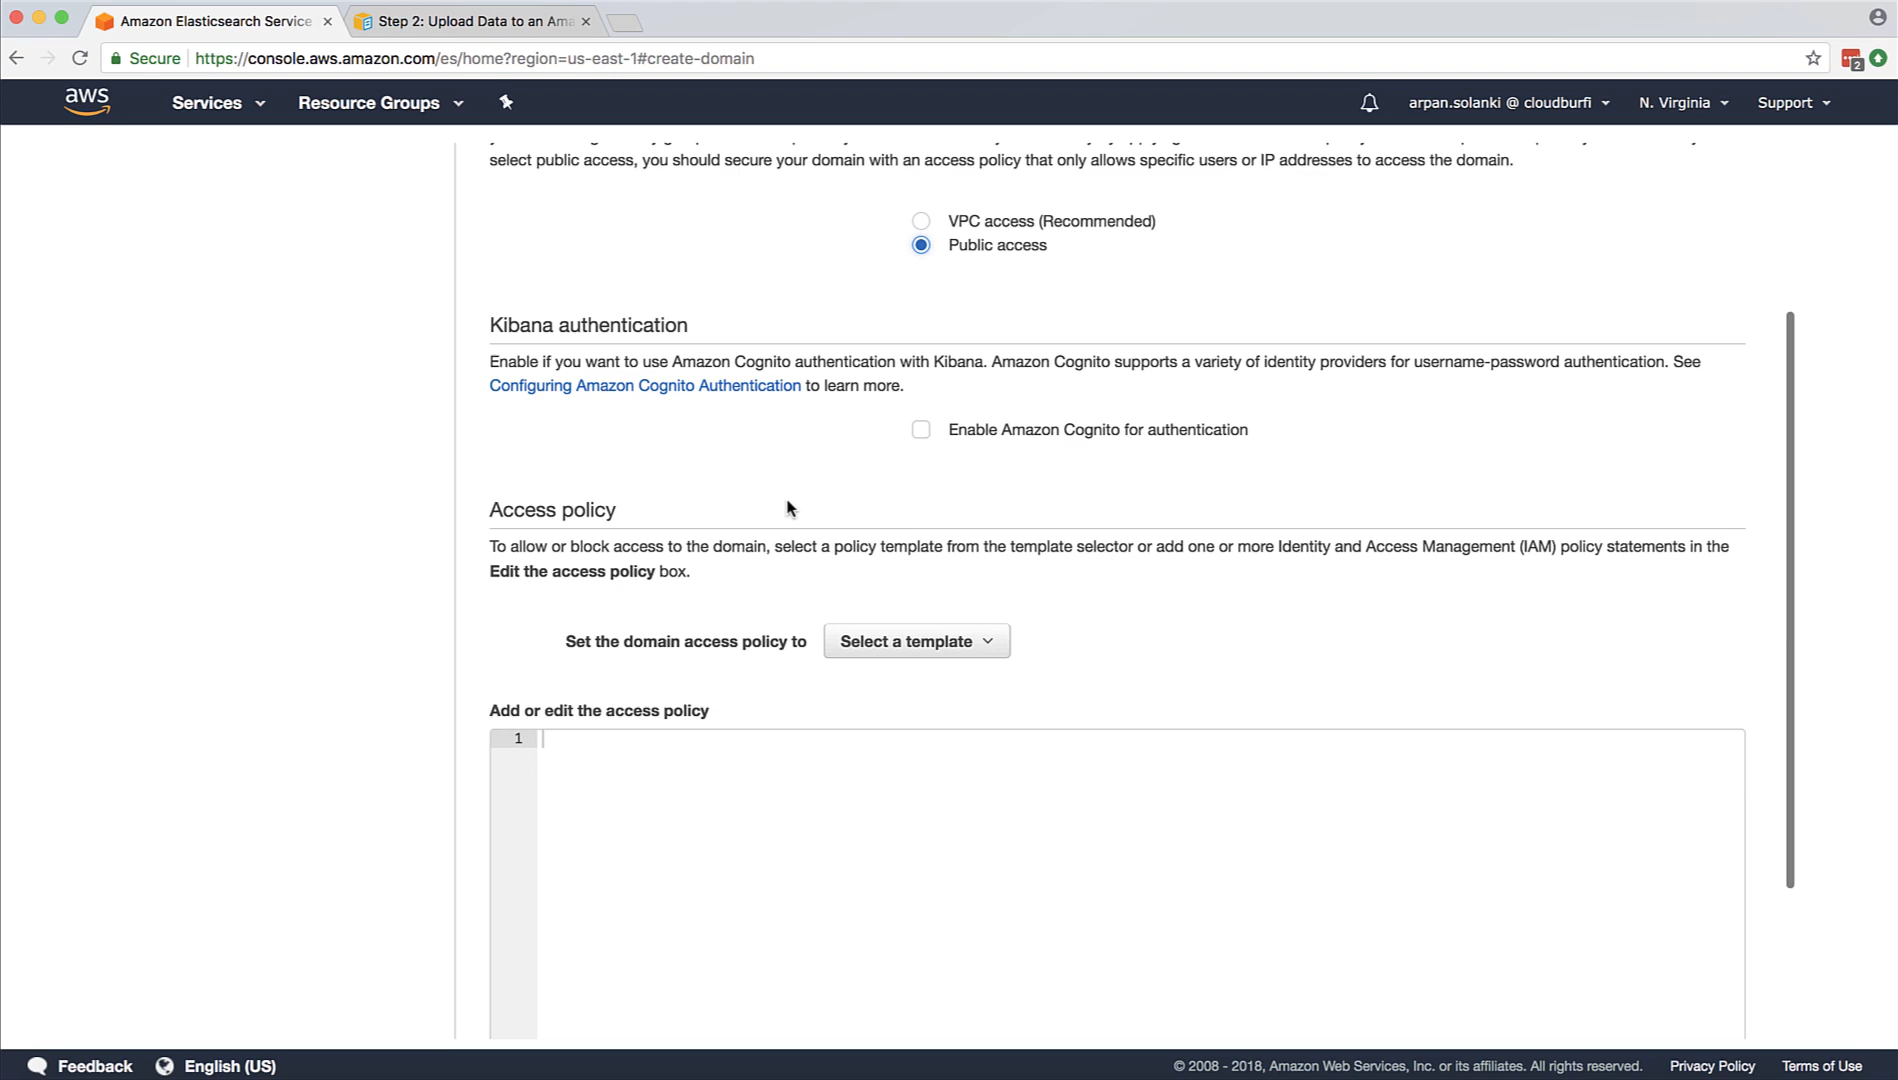 Amazon Elasticsearch Service
Step 2: Upload Data to an Ama
Secure
https://console.aws.amazon.com/es/home?region=us-east-1#create-domain
2
aws
Services
Resource Groups
arpan.solanki @ cloudburfi
N. Virginia
Support
select public access, you should secure your domain with an access policy that only allows specific users or IP addresses to access the domain.
VPC access (Recommended)
Public access
Kibana authentication
Enable if you want to use Amazon Cognito authentication with Kibana. Amazon Cognito supports a variety of identity providers for username-password authentication. See
Configuring Amazon Cognito Authentication to learn more.
Enable Amazon Cognito for authentication
Access policy
To allow or block access to the domain, select a policy template from the template selector or add one or more Identity and Access Management (IAM) policy statements in the
Edit the access policy box.
Set the domain access policy to
Select a template
Add or edit the access policy
1
Feedback
English (US)
© 2008 - 2018, Amazon Web Services, Inc. or its affiliates. All rights reserved.
Privacy Policy
Terms of Use